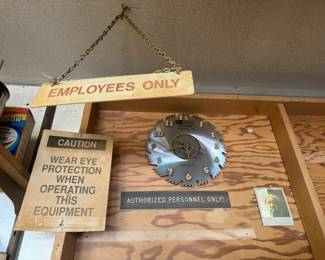 EMPLOYEES ONLY
CAUTION
WEAR EYE
PROTECTION
WHEN
OPERATING
THIS
EQUIPMENT
AUTHORIZED PERSONNEL ONLY!